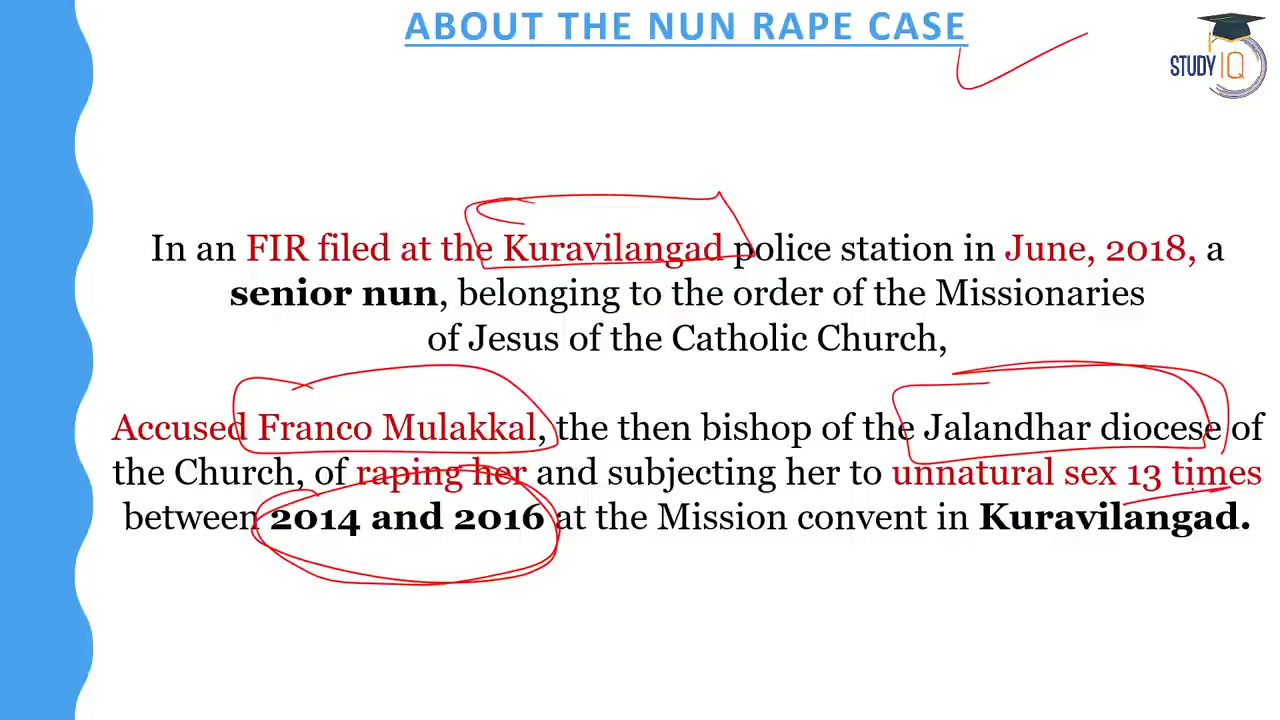 ABOUT THE NUN RAPE CASE
STUDY IQ
In an FIR filed at the Kuravilangad police station in June, 2018, a
senior nun, belonging to the order of the Missionaries
of Jesus of the Catholic Church,
Accused Franco Mulakkal, the then bishop of the Jalandhar diocese of
the Church, of raping her and subjecting her to unnatural sex 13 times
between 2014 and 2016 at the Mission convent in Kuravilangad.